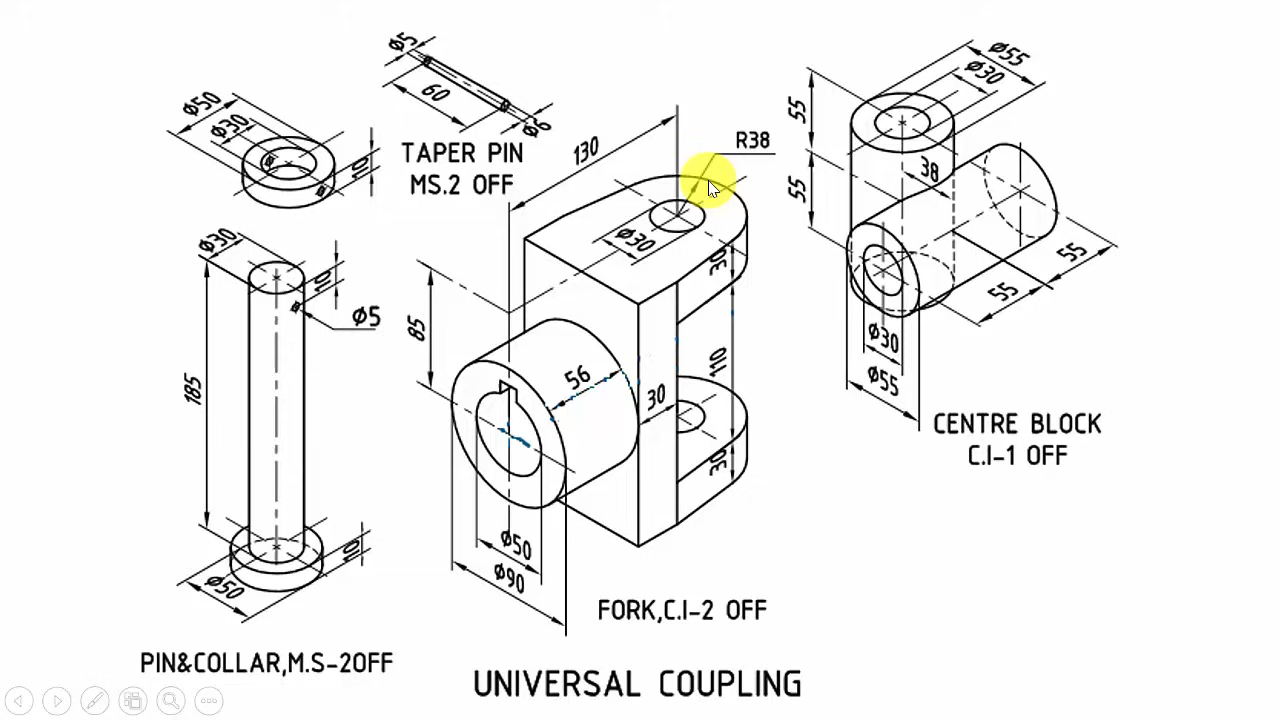 Ø5
60
Ø6
TAPER PIN
MS.2 OFF
Ø50
Ø30
10
Ø30
10
Ø5
185
10
Ø50
PIN&COLLAR,M.S-2OFF
130
R38
Ø30
30
85
56
30
110
30
Ø50
Ø90
FORK,C.I-2 OFF
Ø55
Ø30
55
38
55
55
55
Ø30
Ø55
CENTRE BLOCK
C.I-1 OFF
UNIVERSAL COUPLING